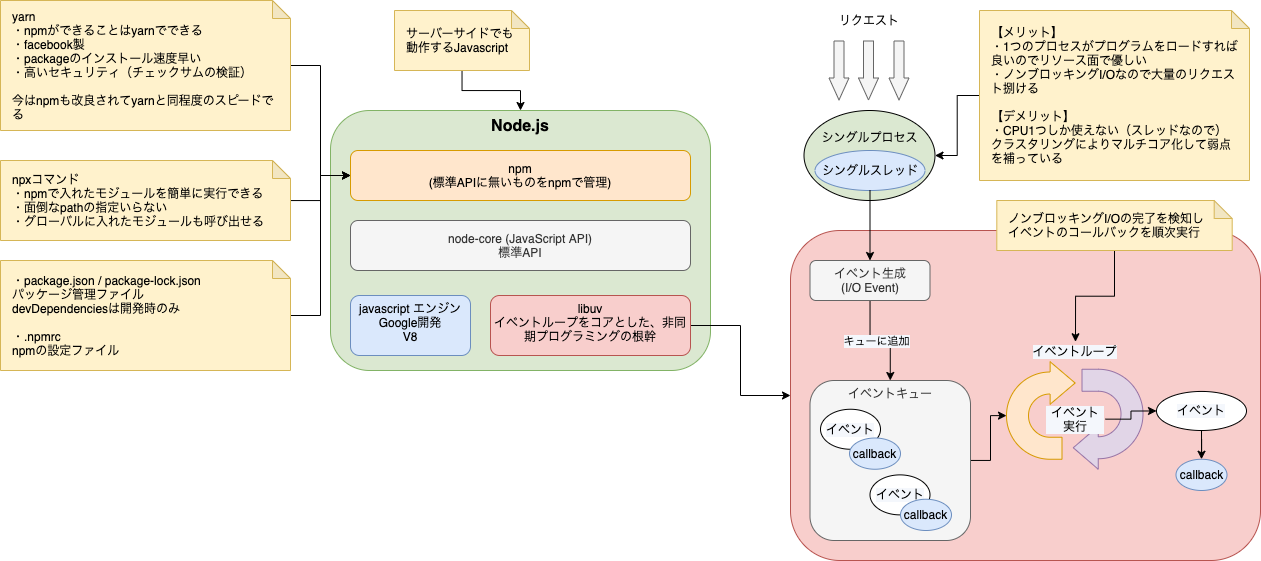 yarn
・npmができることはyarnでできる
・facebook製
・packageのインストール速度早い
・高いセキュリティ（チェックサムの検証）
今はnpmも改良されてyarnと同程度のスピードで
る
npxコマンド
・npmで入れたモジュールを簡単に実行できる
・面倒なpathの指定いらない
・グローバルに入れたモジュールも呼び出せる
・package.json / package-lock.json
パッケージ管理ファイル
devDependenciesは開発時のみ
・.npmrc
npmの設定ファイル
サーバーサイドでも
動作するJavascript
Node.js
npm
(標準APIに無いものをnpmで管理)
node-core (JavaScript API)
標準API
javascript エンジン
Google開発
V8
libuv
イベントループをコアとした、非同
期プログラミングの根幹
リクエスト
シングルプロセス
シングルスレッド
【メリット】
・1つのプロセスがプログラムをロードすれば
良いのでリソース面で優しい
・ノンブロッキングI/Oなので大量のリクエス
ト捌ける
【デメリット】
・CPU1つしか使えない（スレッドなので）
クラスタリングによりマルチコア化して弱点
を補っている
ノンブロッキングI/Oの完了を検知し
イベントのコールバックを順次実行
イベント生成
(I/O Event)
キューに追加
イベントキュー
イベント
callback
イベント
callback
イベントループ
イベント
実行
イベント
callback